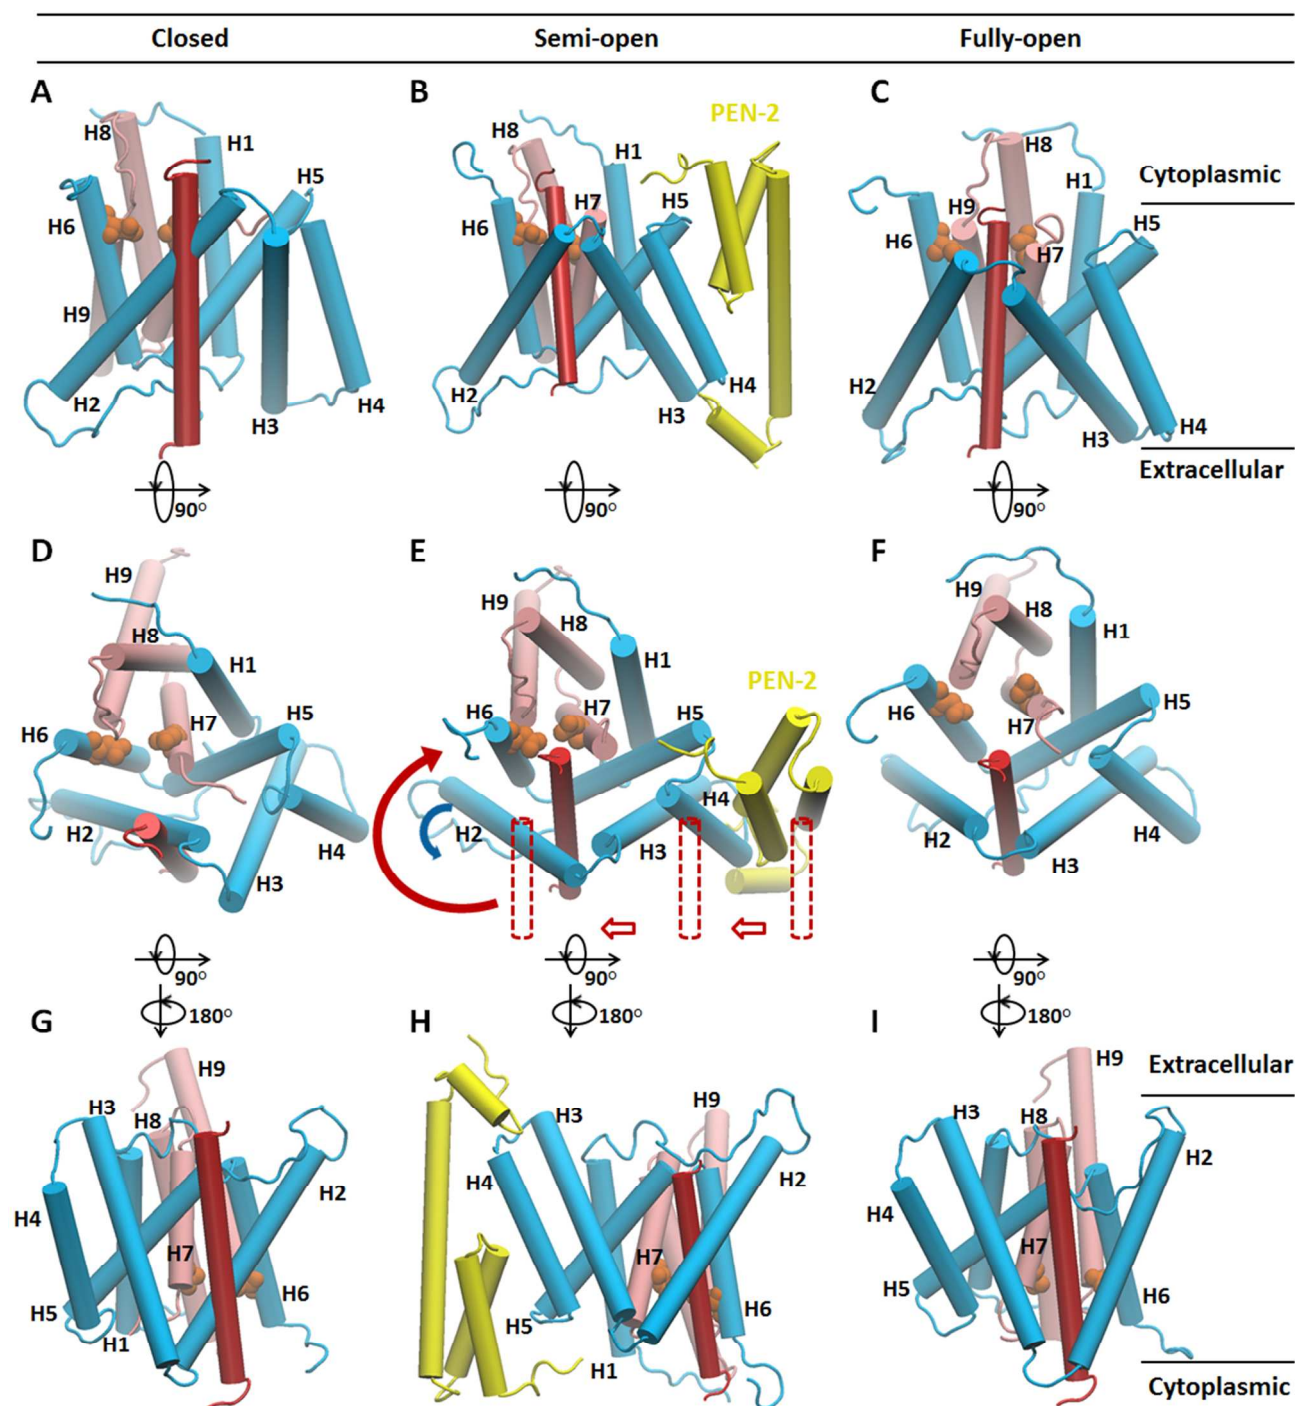 Closed Semi-open Fully-open
A B C
PEN-2
H8 H1 H5 H6 H9 H2 H3 H4
H8 H1 H7 H5 H6 H2 H3 H4
H8 H1 H9 H5 H6 H7 H2 H3 H4
Cytoplasmic
Extracellular
90° 90° 90°
D E F
H9 H8 H1 H6 H7 H5 H2 H4 H3
H9 H8 H1 PEN-2 H6 H7 H5 H4 H2 H3
H9 H8 H1 H5 H6 H7 H2 H4 H3
90° 90° 90°
180° 180° 180°
G H I
H9 H3 H8 H2 H4 H7 H5 H6 H1
H9 H3 H4 H2 H7 H6 H5 H1
H9 H3 H8 H2 H4 H7 H5 H6
Extracellular
Cytoplasmic